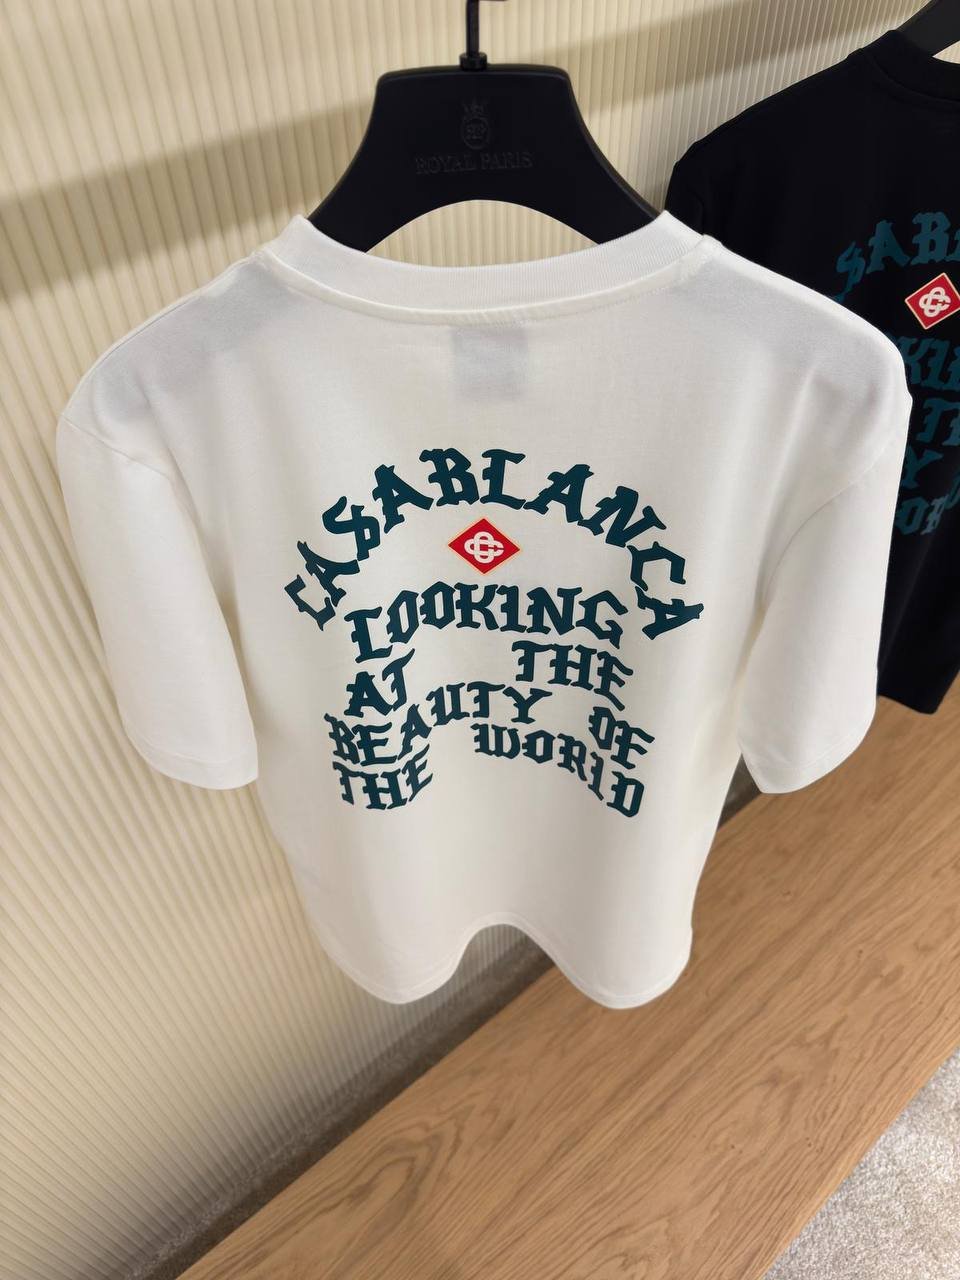 ROYAL PARIS
CASABLANCA
LOOKING
AT THE
BEAUTY OF
THE WORLD